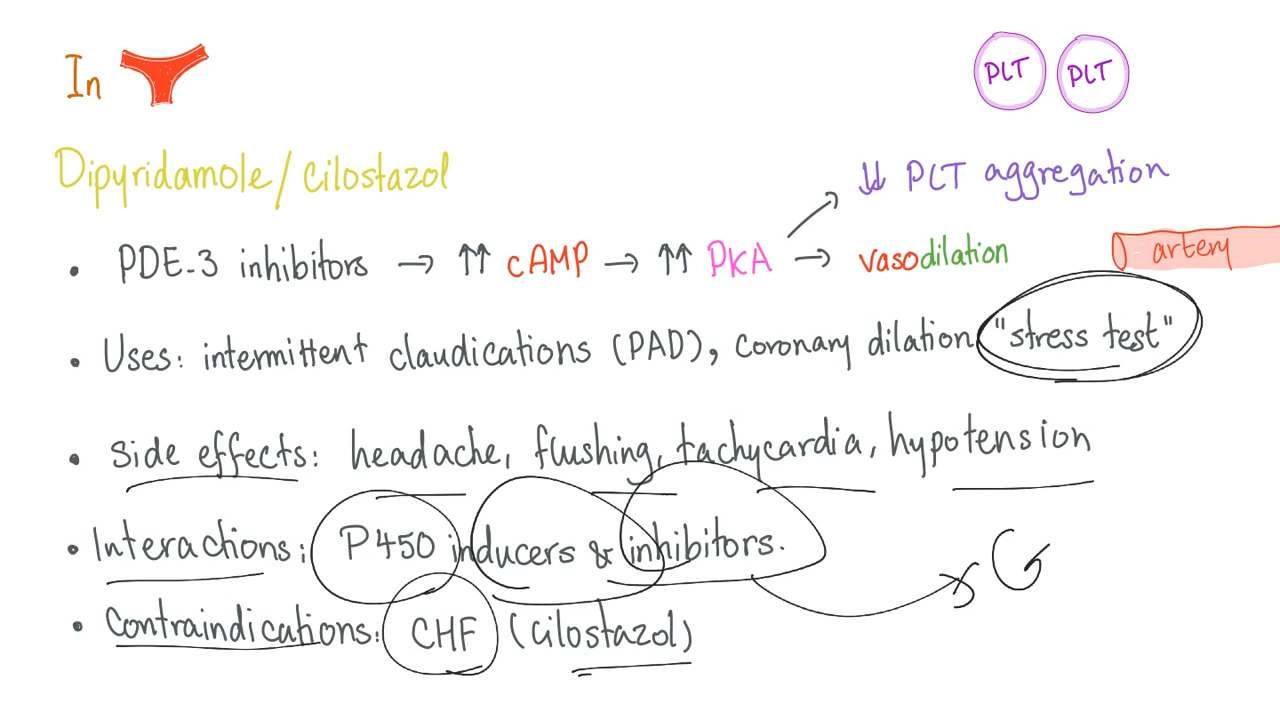 In
PLT PLT
Dipyridamole/cilostazol
↓↓ PLT aggregation
• PDE-3 inhibitors → ↑↑ cAMP → ↑↑ PKA → vasodilation
artery
• Uses: intermittent claudications (PAD), coronary dilation "stress test"
• Side effects: headache, flushing, tachycardia, hypotension
• Interactions: P450 inducers & inhibitors.
G
• Contraindications: CHF (cilostazol)